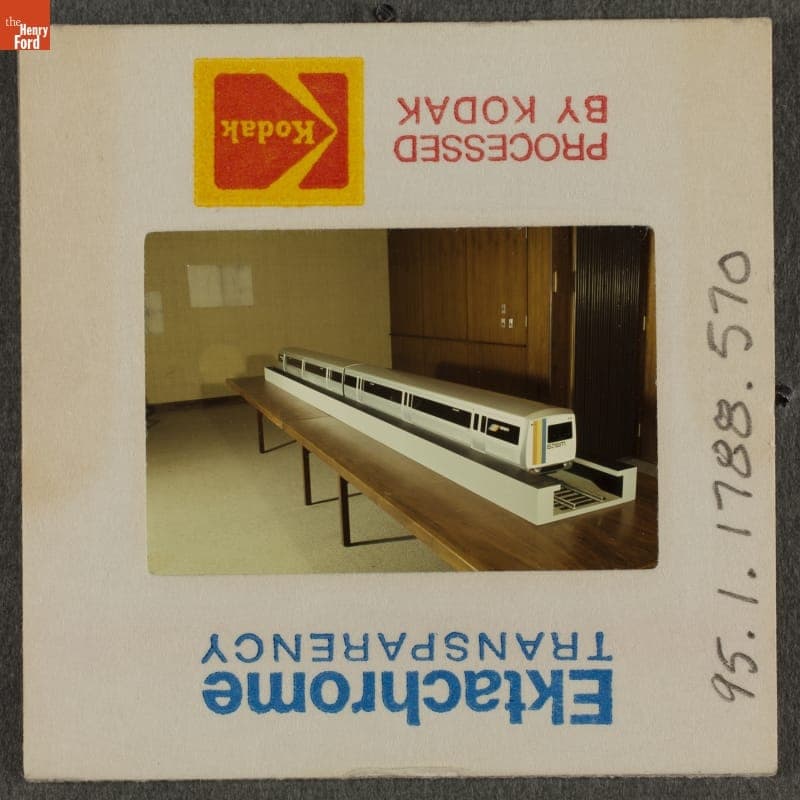 the
Henry
Ford
Kodak
PROCESSED
BY KODAK
Ektachrome
TRANSPARENCY
95.1.1788.570